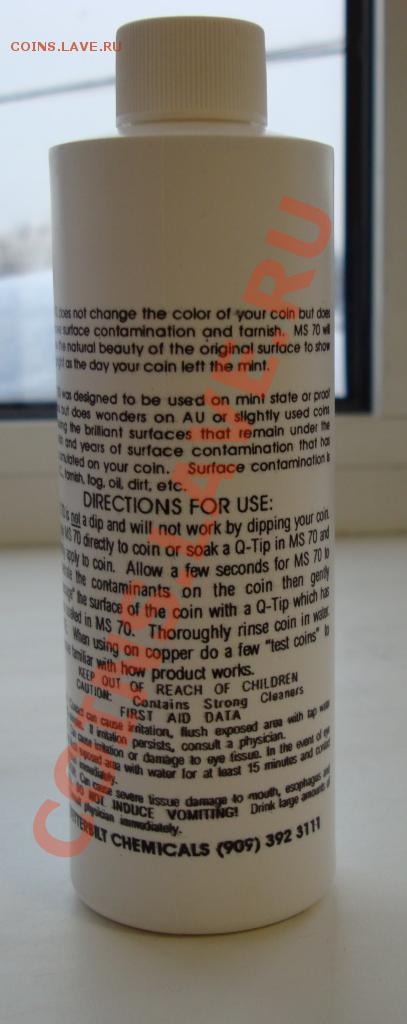 COINS.LAVE.RU
does not change the color of your coin but does
surface contamination and tarnish. MS 70 will
the natural beauty of the original surface to show
as the day your coin left the mint.
was designed to be used on mint state or proof
but does wonders on AU or slightly used coins
the brilliant surfaces that remain under the
and years of surface contamination that has
on your coin. Surface contamination is
tarnish, fog, oil, dirt, etc.
DIRECTIONS FOR USE:
is not a dip and will not work by dipping your coin.
MS 70 directly to coin or soak a Q-Tip in MS 70 and
apply to coin. Allow a few seconds for MS 70 to
the contaminants on the coin then gently
the surface of the coin with a Q-Tip which has
in MS 70. Thoroughly rinse coin in water.
When using on copper do a few "test coins" to
familiar with how product works.
KEEP OUT OF REACH OF CHILDREN
CAUTION: Contains Strong Cleaners
FIRST AID DATA
can cause irritation, flush exposed area with tap water
If irritation persists, consult a physician.
cause irritation or damage to eye tissue. In the event of eye
exposed area with water for at least 15 minutes and contact
immediately.
Can cause severe tissue damage to mouth, esophagus and
DO NOT INDUCE VOMITING! Drink large amounts of
physician immediately.
CHEMICALS (909) 392 3111
COINS.LAVE.RU